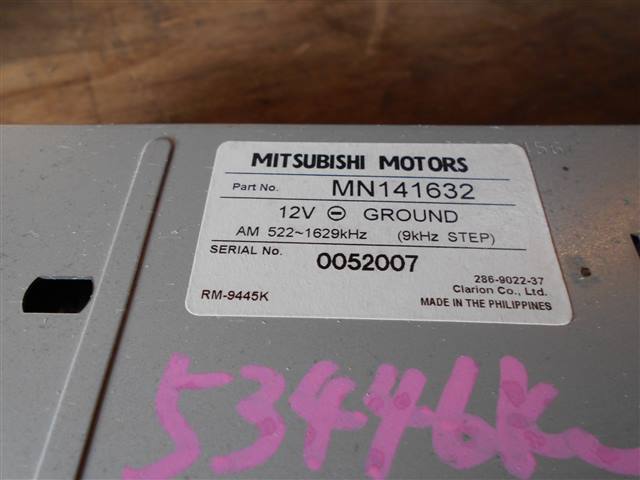 MITSUBISHI MOTORS
Part No. MN141632
12V ⊖ GROUND
AM 522~1629kHz (9kHz STEP)
SERIAL No. 0052007
286-9022-37
RM-9445K Clarion Co., Ltd.
MADE IN THE PHILIPPINES
53446K